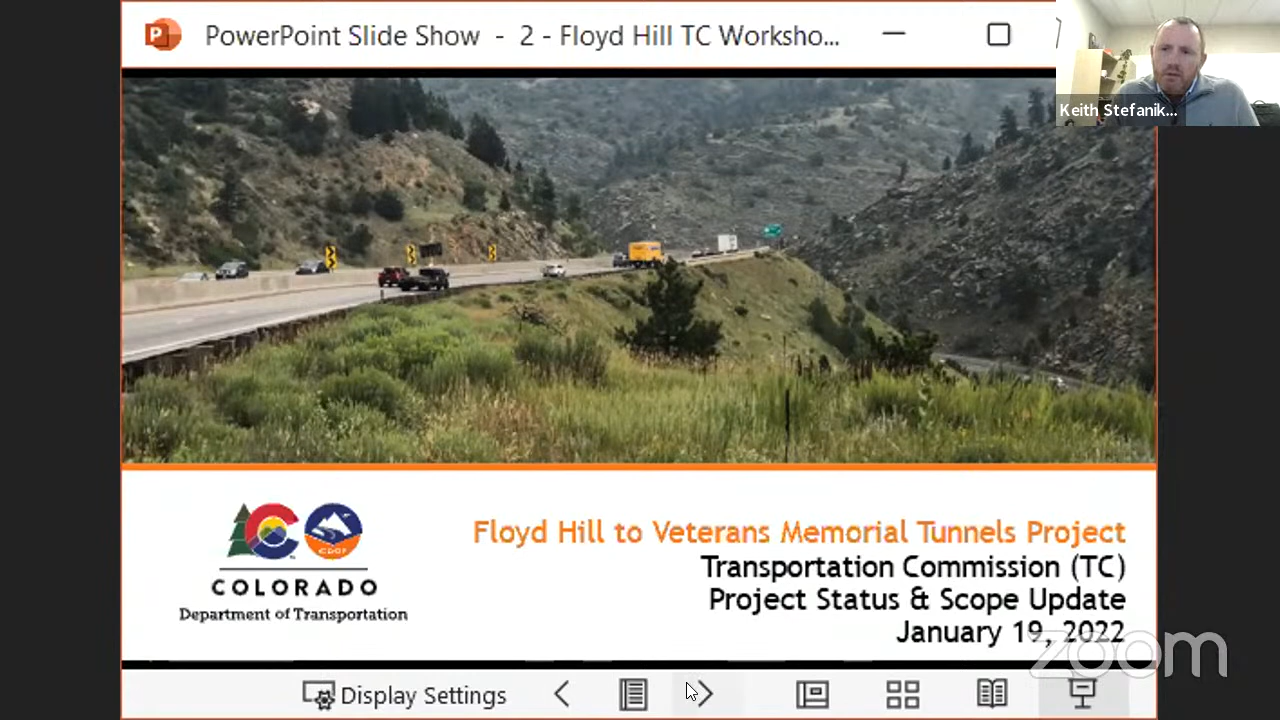 PowerPoint Slide Show - 2 - Floyd Hill TC Worksho...
Keith Stefanik...
CDOT
COLORADO
Department of Transportation
Floyd Hill to Veterans Memorial Tunnels Project
Transportation Commission (TC)
Project Status & Scope Update
January 19, 2022
zoom
Display Settings